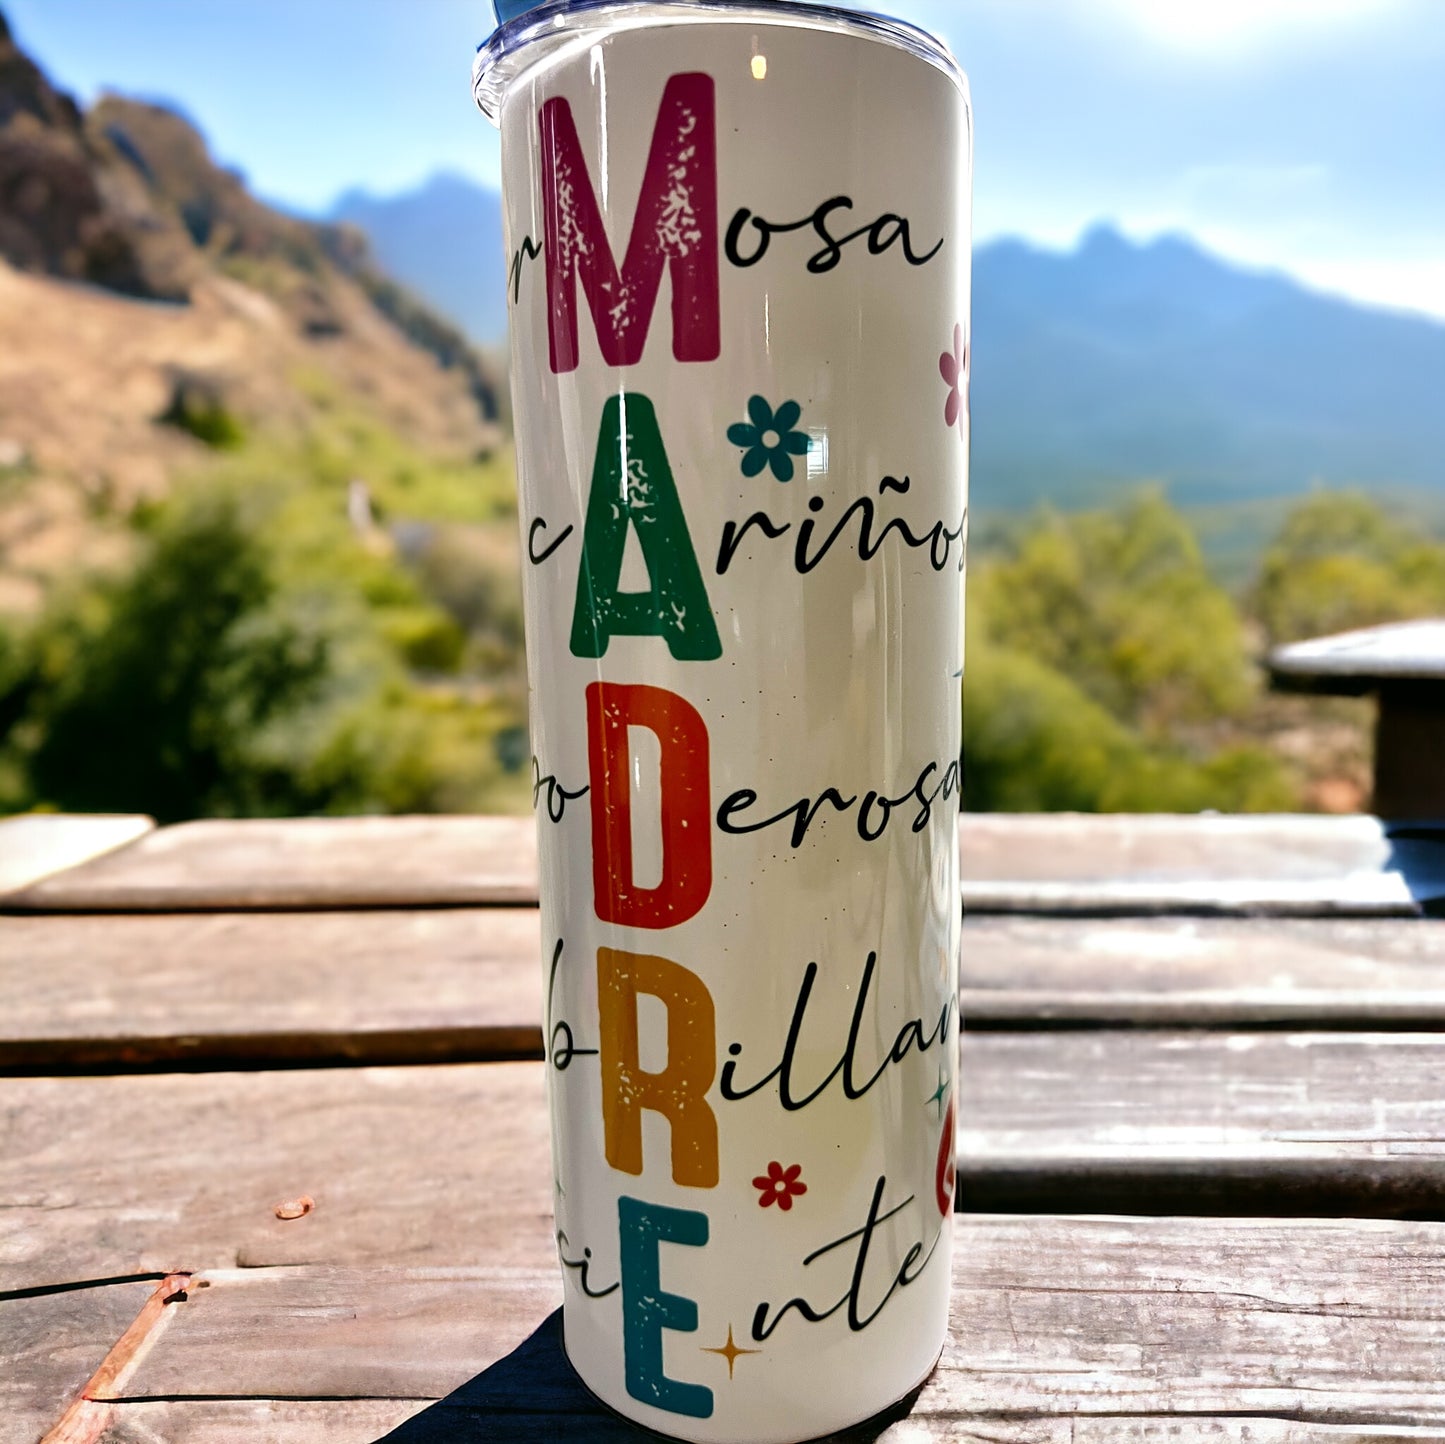 rMosa
cAriños
poDerosa
bRillan
ciEnte